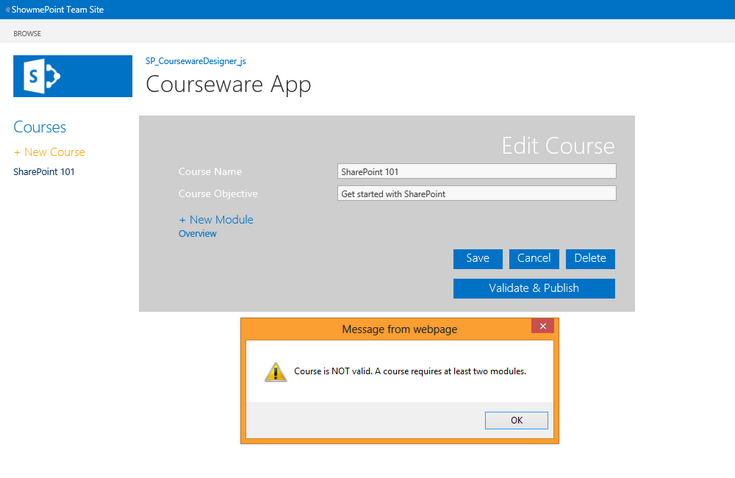 ShowmePoint Team Site
BROWSE
S
SP_CoursewareDesigner_js
Courseware App
Courses
+ New Course
SharePoint 101
Edit Course
Course Name
SharePoint 101
Course Objective
Get started with SharePoint
+ New Module
Overview
Save
Cancel
Delete
Validate & Publish
Message from webpage
Course is NOT valid. A course requires at least two modules.
OK